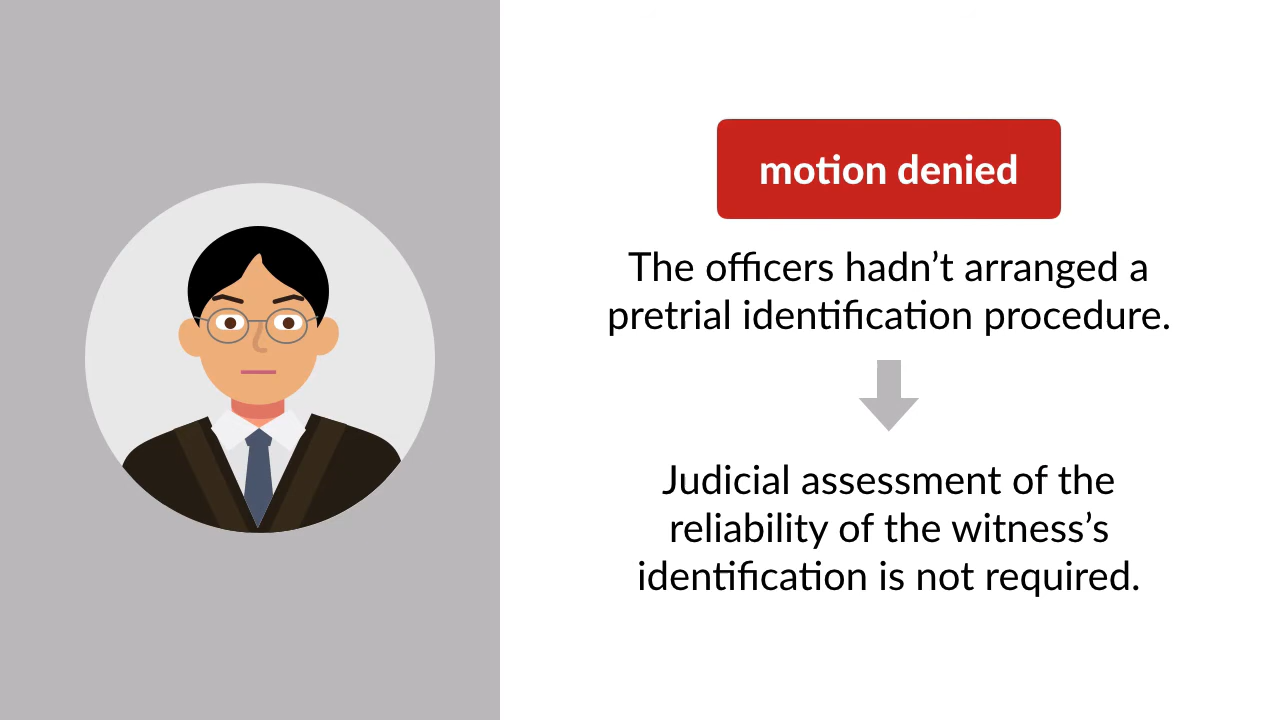 motion denied
The officers hadn’t arranged a
pretrial identification procedure.
Judicial assessment of the
reliability of the witness’s
identification is not required.